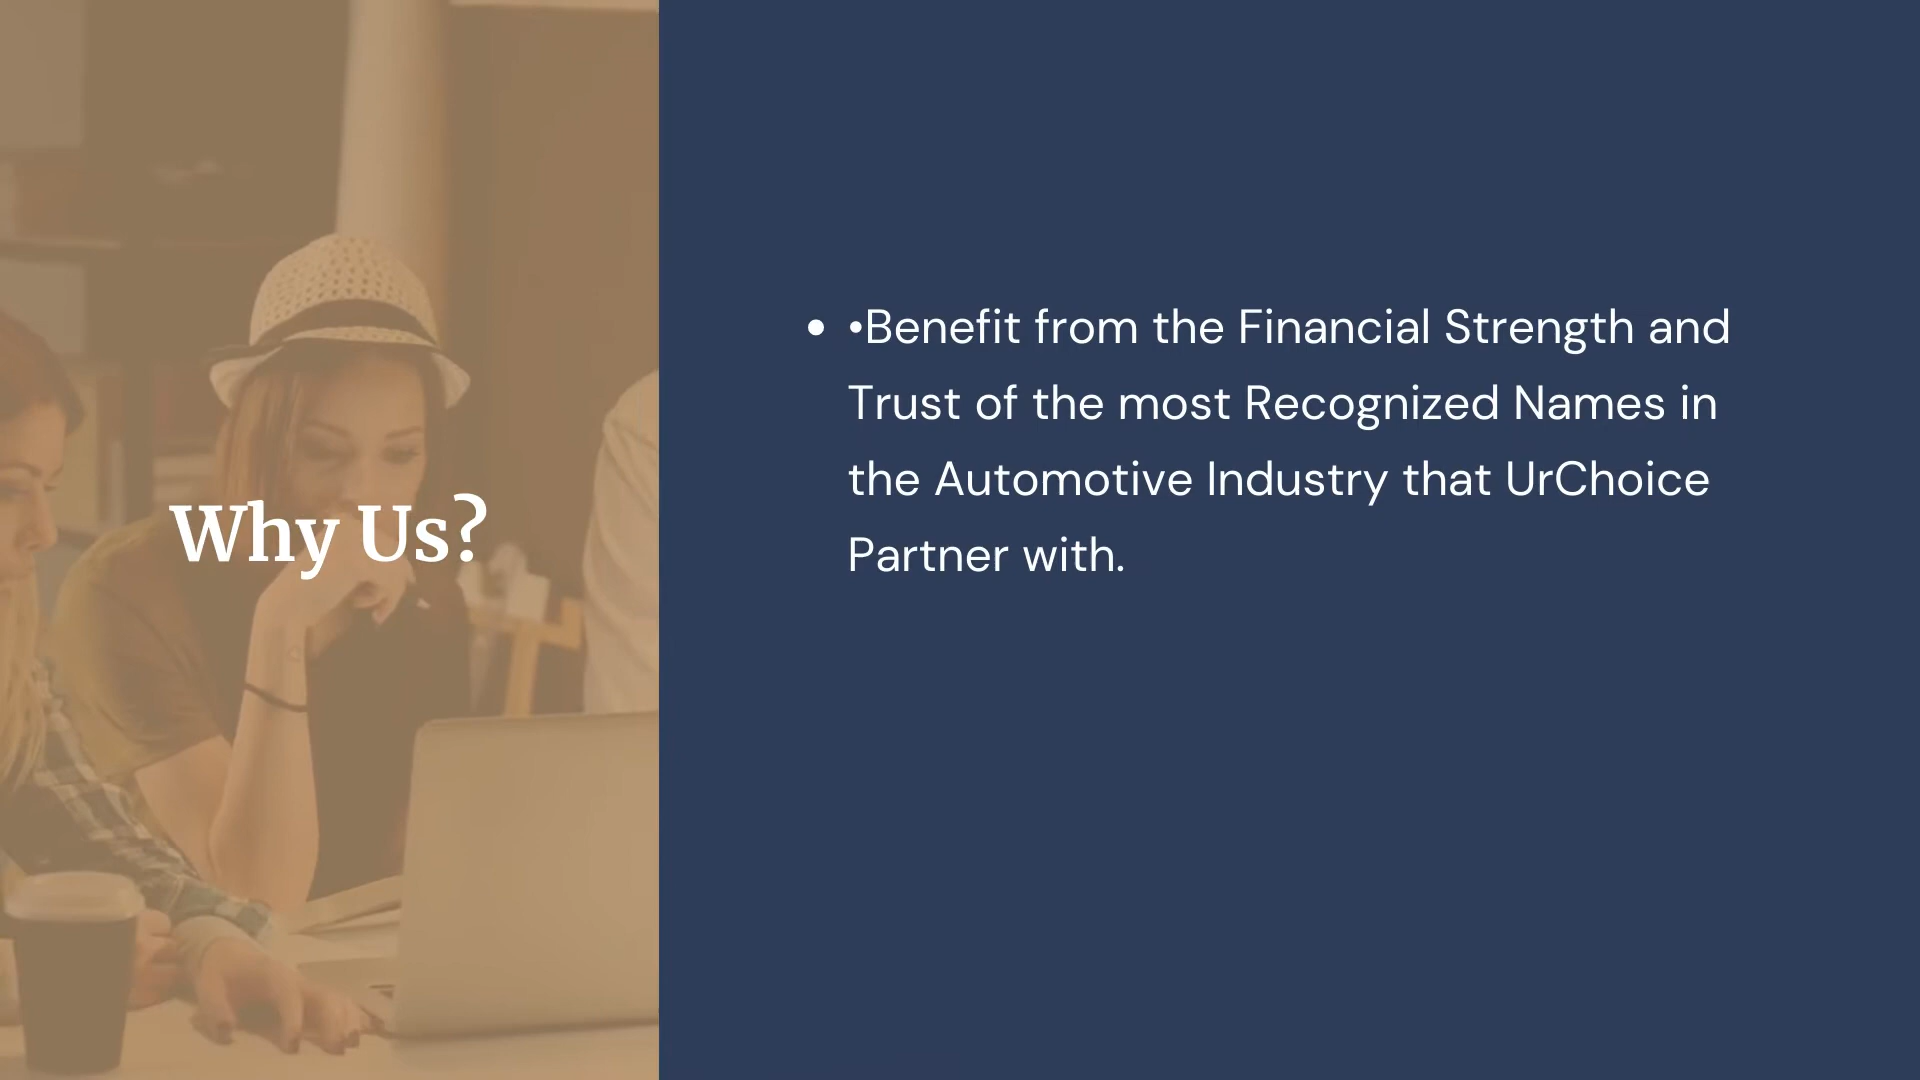 Why Us?
• •Benefit from the Financial Strength and
Trust of the most Recognized Names in
the Automotive Industry that UrChoice
Partner with.